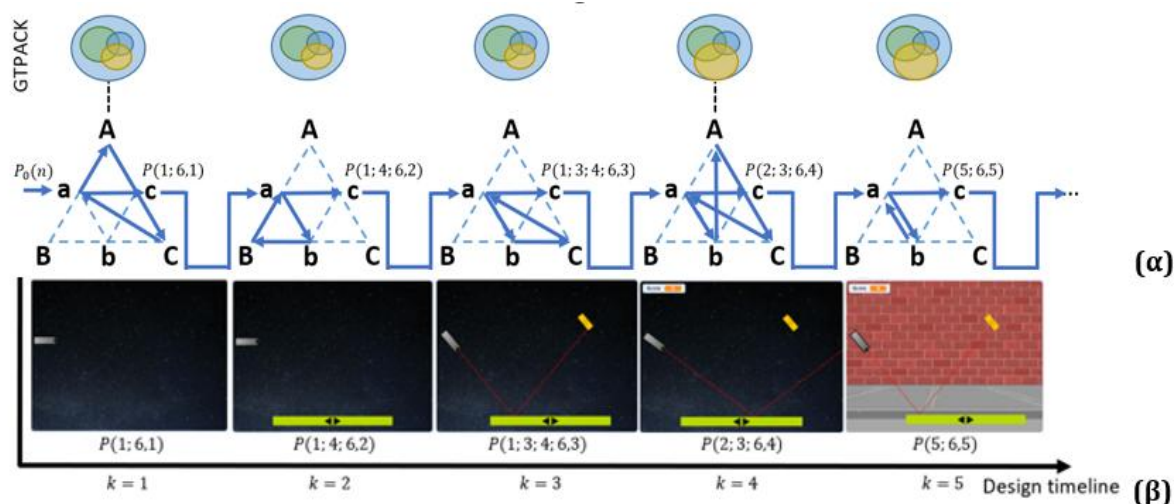 GTPACK
A A A A A
P₀(n) P(1; 6,1) P(1; 4; 6,2) P(1; 3; 4; 6,3) P(2; 3; 6,4) P(5; 6,5)
a c a c a c a c a c ..
B b C B b C B b C B b C B b C
(α)
P(1; 6,1) P(1; 4; 6,2) P(1; 3; 4; 6,3) P(2; 3; 6,4) P(5; 6,5)
k = 1 k = 2 k = 3 k = 4 k = 5 Design timeline
(β)